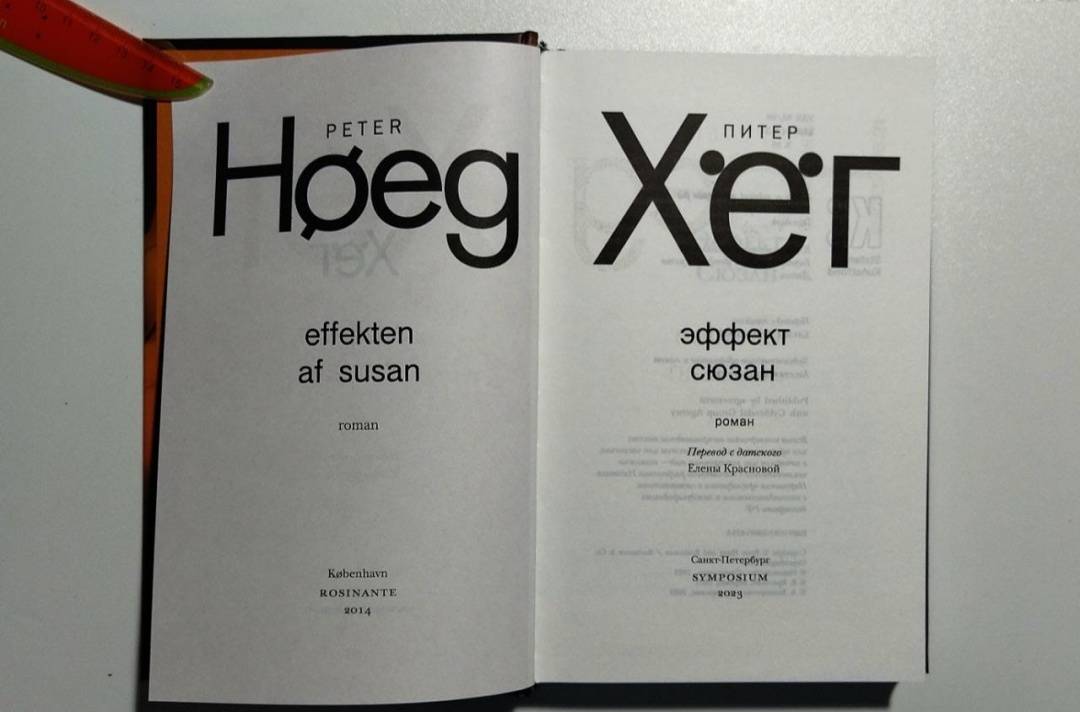 PETER
Høeg
effekten
af susan
roman
København
ROSINANTE
2014
ПИТЕР
Хёг
эффект
сюзан
роман
Перевод с датского
Елены Красновой
Санкт-Петербург
SYMPOSIUM
2023